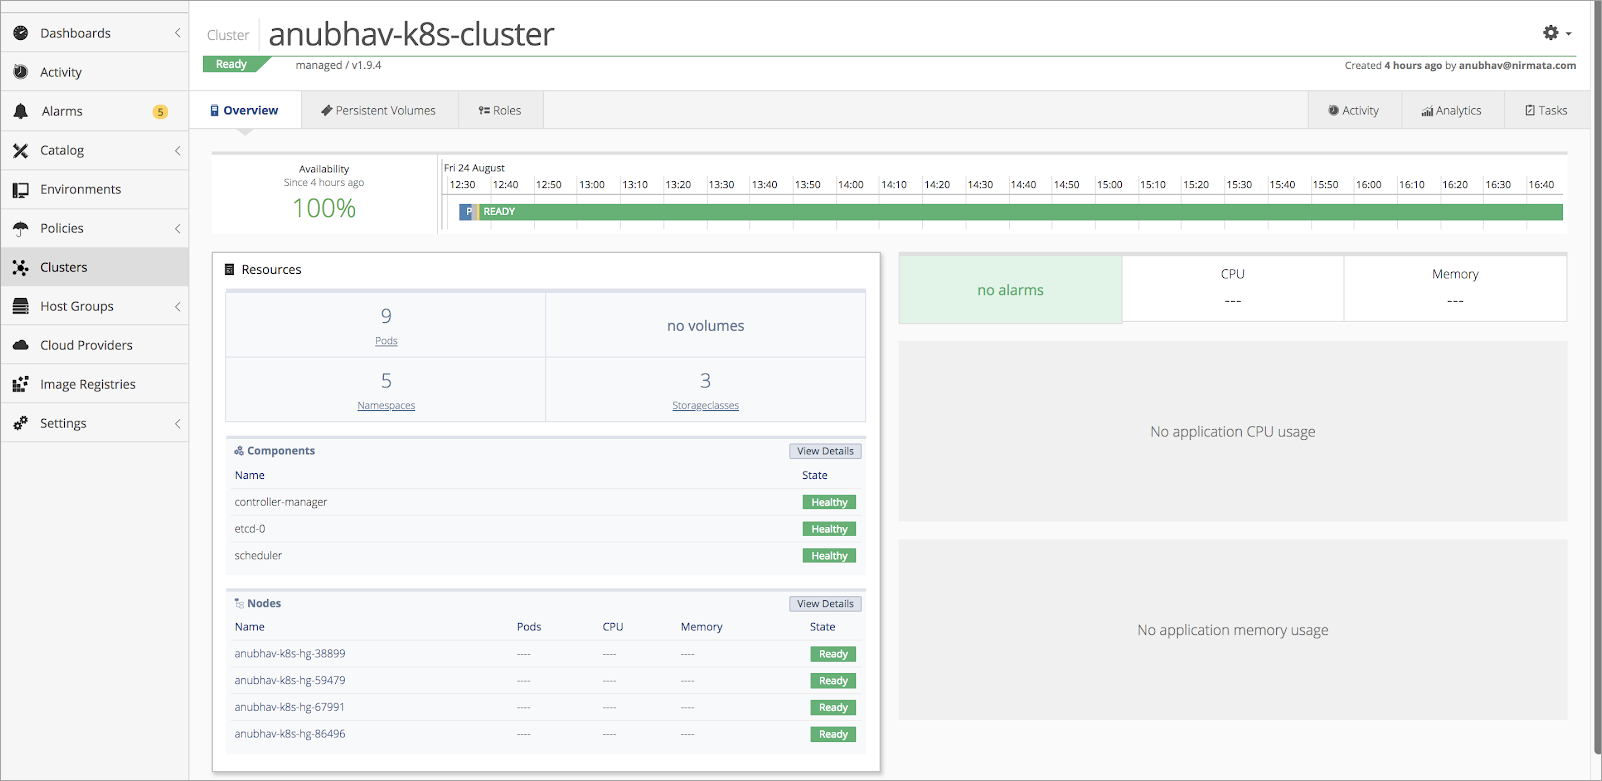 Dashboards
Activity
Alarms 5
Catalog
Environments
Policies
Clusters
Host Groups
Cloud Providers
Image Registries
Settings
Cluster anubhav-k8s-cluster
Ready managed / v1.9.4 Created 4 hours ago by anubhav@nirmata.com
Overview Persistent Volumes Roles Activity Analytics Tasks
Availability
Since 4 hours ago
100%
Fri 24 August
12:30 12:40 12:50 13:00 13:10 13:20 13:30 13:40 13:50 14:00 14:10 14:20 14:30 14:40 14:50 15:00 15:10 15:20 15:30 15:40 15:50 16:00 16:10 16:20 16:30 16:40
P READY
Resources
9
Pods
no volumes
5
Namespaces
3
Storageclasses
Components View Details
Name State
controller-manager Healthy
etcd-0 Healthy
scheduler Healthy
Nodes View Details
Name Pods CPU Memory State
anubhav-k8s-hg-38899 ---- ---- ---- Ready
anubhav-k8s-hg-59479 ---- ---- ---- Ready
anubhav-k8s-hg-67991 ---- ---- ---- Ready
anubhav-k8s-hg-86496 ---- ---- ---- Ready
no alarms
CPU
---
Memory
---
No application CPU usage
No application memory usage